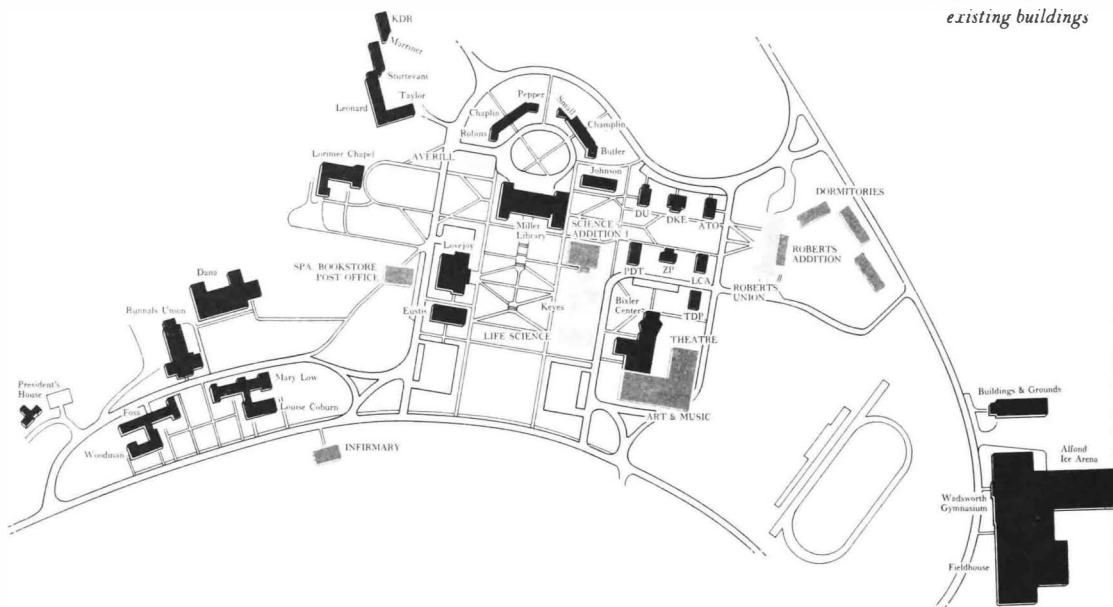 existing buildings
KDR
Marriner
Sturtevant
Taylor
Leonard
Pepper
Chaplin
Robins
Small
Champlin
Butler
Lorimer Chapel
AVERILL
Johnson
DORMITORIES
DU
DKE
ATO
Miller
Library
SCIENCE
ADDITION
Lovejoy
ROBERTS
ADDITION
SPA, BOOKSTORE
POST OFFICE
Dana
PDT
ZP
LCA
ROBERTS
UNION
Runnals Union
Eustis
Keyes
Bixler
Center
TDP
LIFE SCIENCE
THEATRE
President's
House
Mary Low
Foss
Louise Coburn
Buildings & Grounds
ART & MUSIC
Woodman
INFIRMARY
Alfond
Ice Arena
Wadsworth
Gymnasium
Fieldhouse